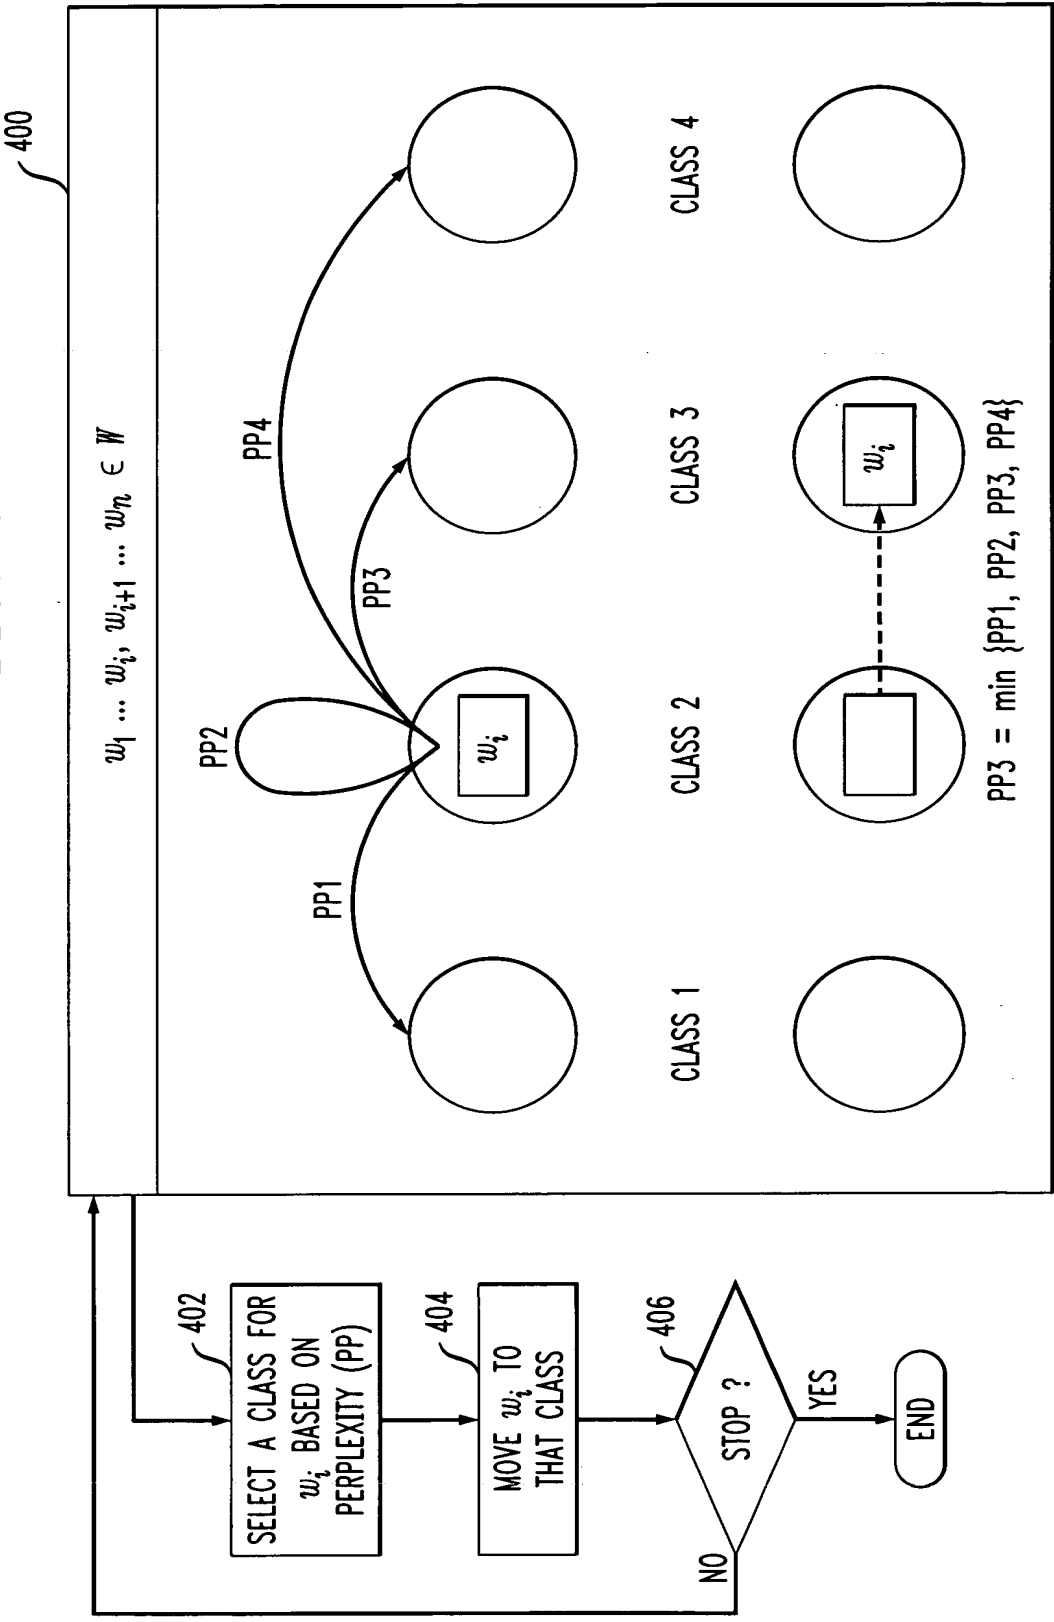 400
w1 ... wi, wi+1 ... wn ∈ W
402
SELECT A CLASS FOR
wi BASED ON
PERPLEXITY (PP)
404
MOVE wi TO
THAT CLASS
406
STOP ?
NO
YES
END
PP1
PP2
PP3
PP4
wi
CLASS 1
CLASS 2
CLASS 3
CLASS 4
wi
PP3 = min {PP1, PP2, PP3, PP4}